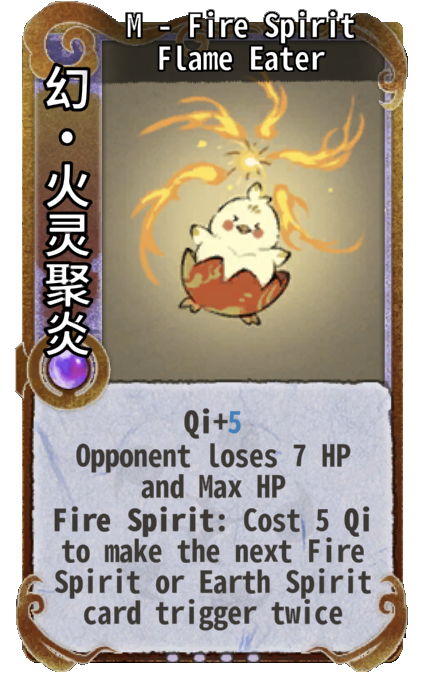 M - Fire Spirit
Flame Eater
幻・火灵聚炎
Qi+5
Opponent loses 7 HP
and Max HP
Fire Spirit: Cost 5 Qi
to make the next Fire
Spirit or Earth Spirit
card trigger twice